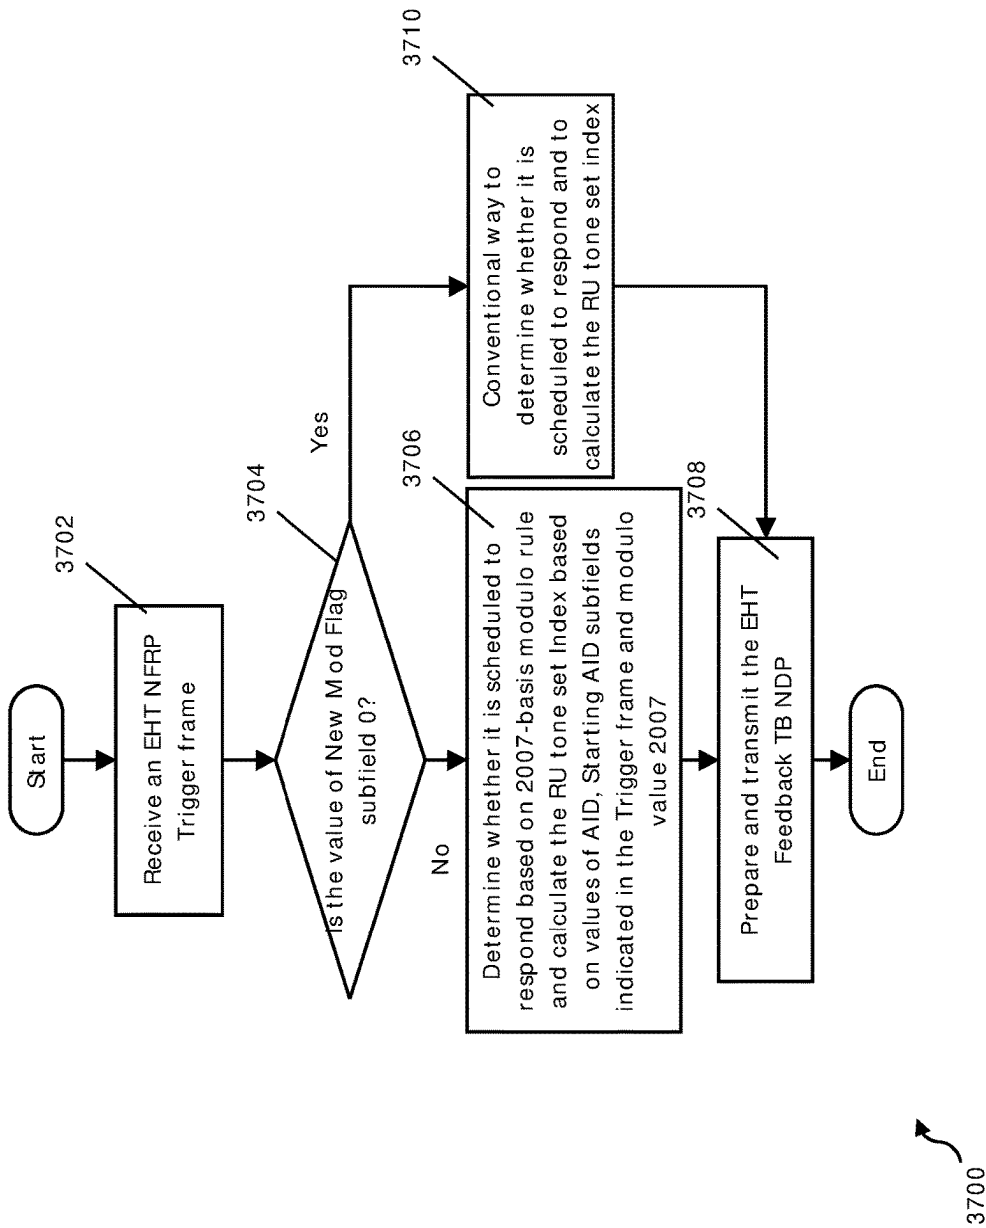 Start
3702
Receive an EHT NFRP
Trigger frame
3704
Is the value of New Mod Flag
subfield 0?
Yes
No
3706
Determine whether it is scheduled to
respond based on 2007-basis modulo rule
and calculate the RU tone set Index based
on values of AID, Starting AID subfields
indicated in the Trigger frame and modulo
value 2007
3710
Conventional way to
determine whether it is
scheduled to respond and to
calculate the RU tone set index
3708
Prepare and transmit the EHT
Feedback TB NDP
End
3700